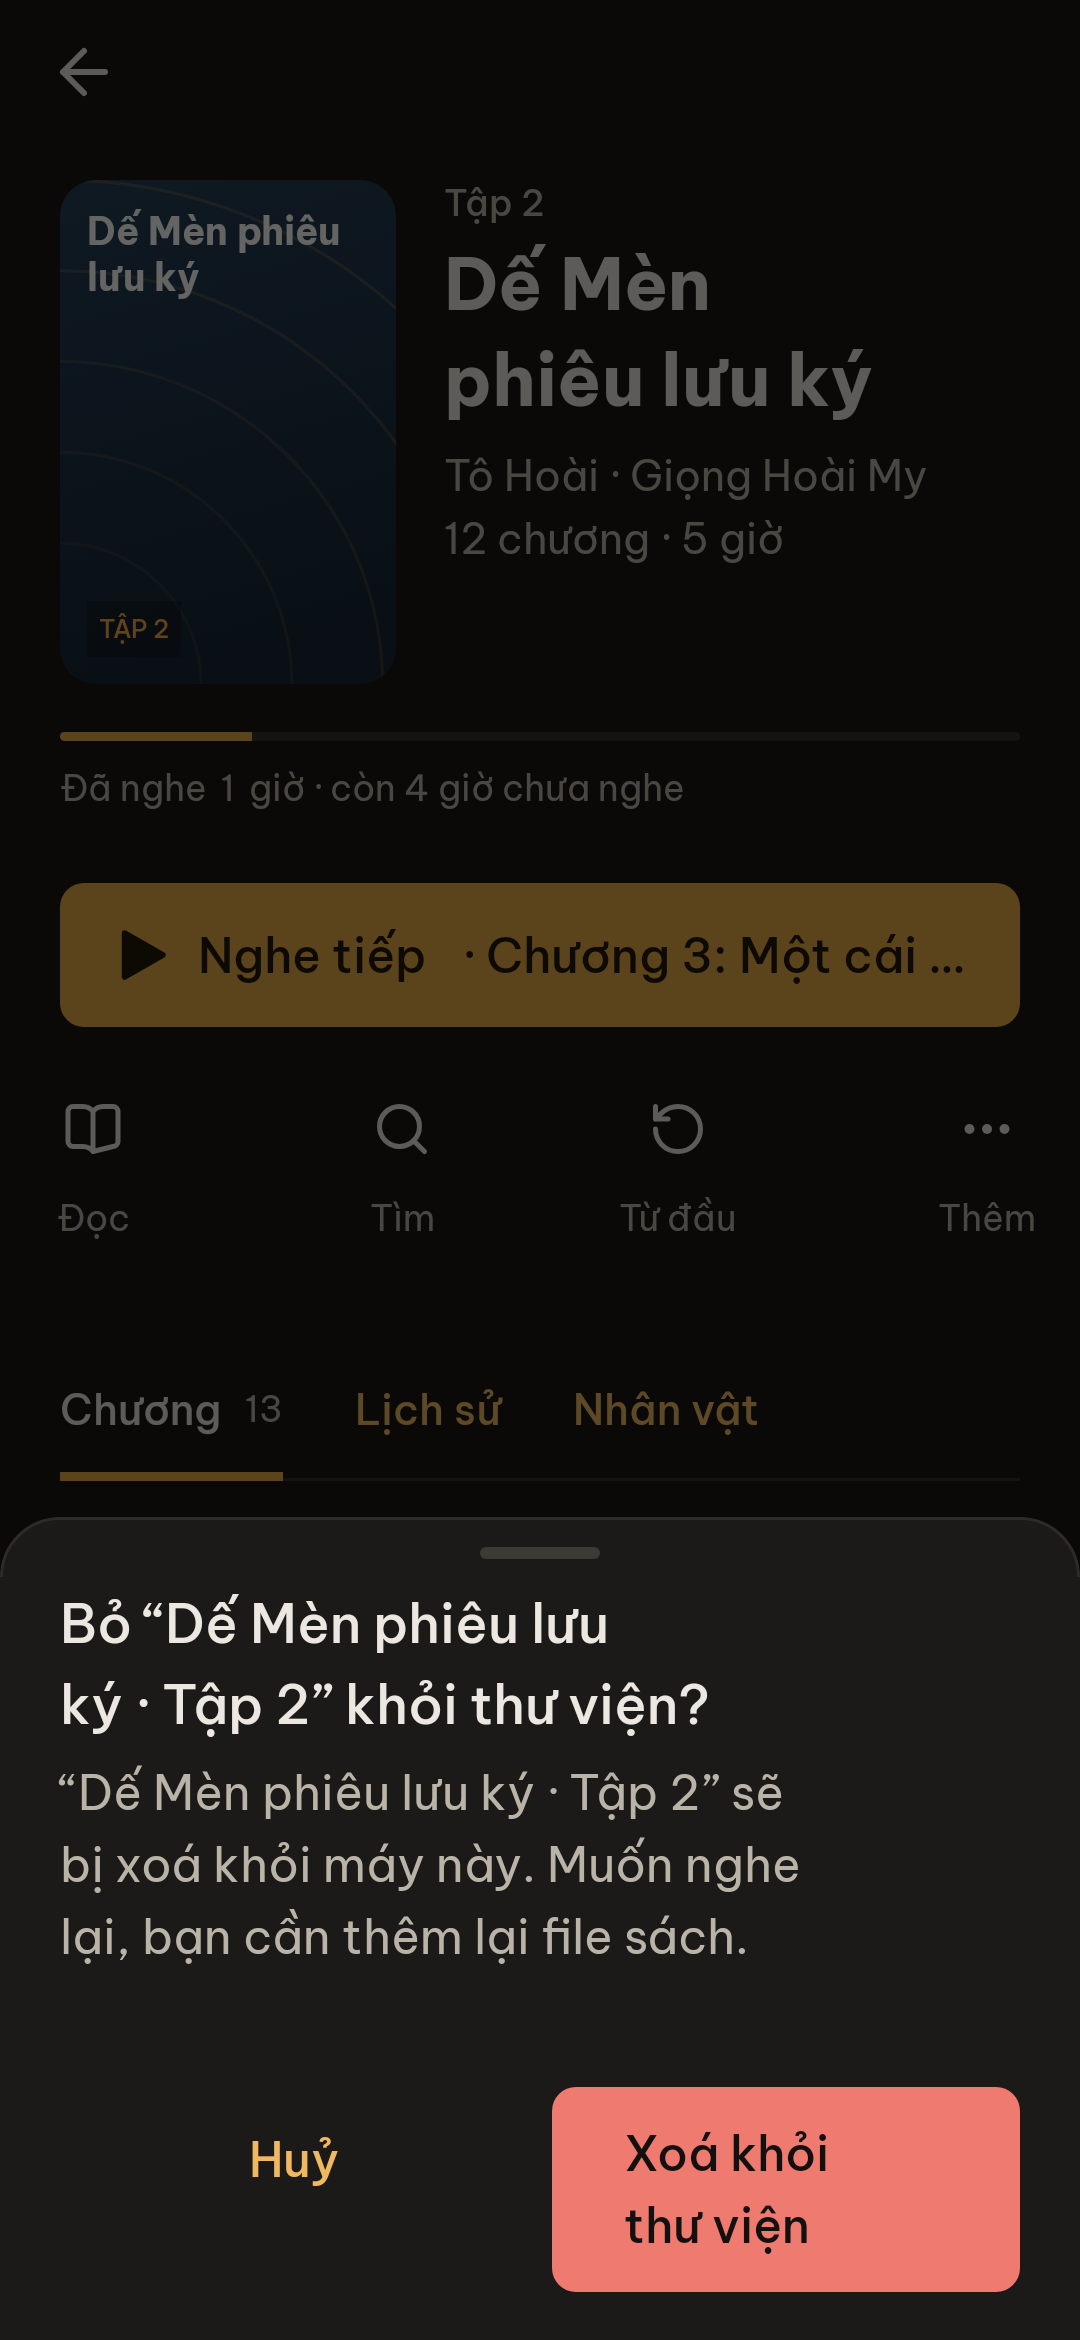 Dế Mèn phiêu
lưu ký
TẬP 2
Tập 2
Dế Mèn
phiêu lưu ký
Tô Hoài · Giọng Hoài My
12 chương · 5 giờ
Đã nghe 1 giờ · còn 4 giờ chưa nghe
Nghe tiếp · Chương 3: Một cái ...
Đọc
Tìm
Từ đầu
Thêm
Chương 13
Lịch sử
Nhân vật
Bỏ “Dế Mèn phiêu lưu
ký · Tập 2” khỏi thư viện?
“Dế Mèn phiêu lưu ký · Tập 2” sẽ
bị xoá khỏi máy này. Muốn nghe
lại, bạn cần thêm lại file sách.
Huỷ
Xoá khỏi
thư viện